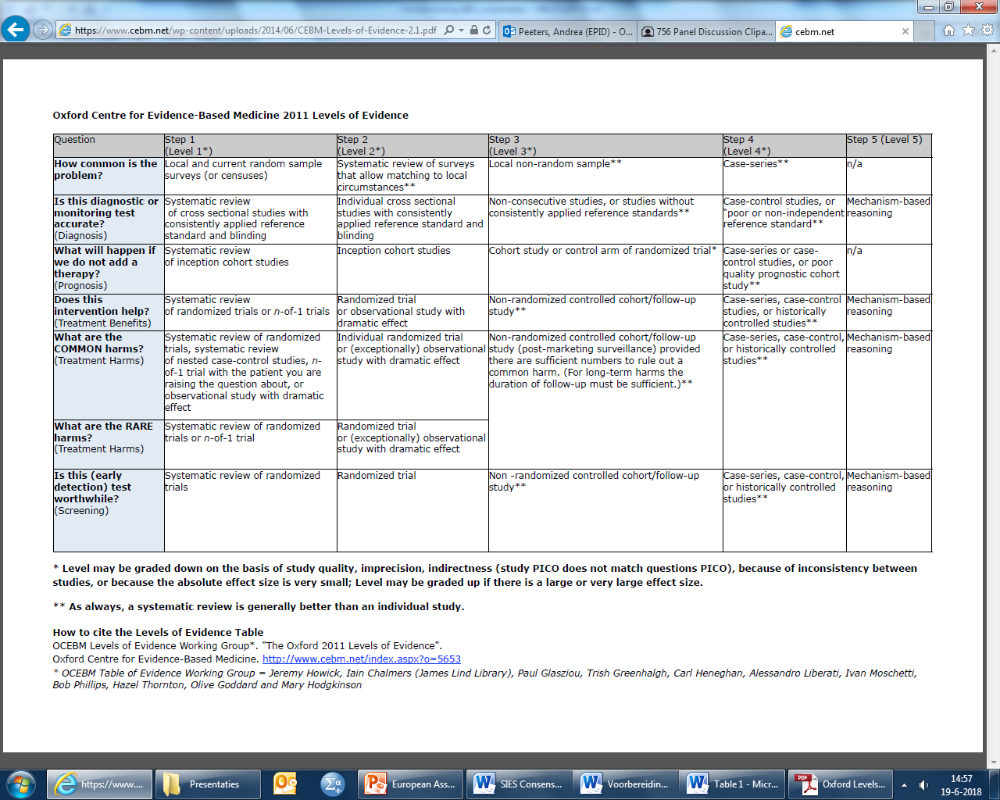 https://www.cebm.net/wp-content/uploads/2014/06/CEBM-Levels-of-Evidence-2.1.pdf
Peeters, Andrea (EPID) - O...
756 Panel Discussion Clipa...
cebm.net
Oxford Centre for Evidence-Based Medicine 2011 Levels of Evidence
Question
Step 1
(Level 1*)
Step 2
(Level 2*)
Step 3
(Level 3*)
Step 4
(Level 4*)
Step 5 (Level 5)
How common is the
problem?
Local and current random sample
surveys (or censuses)
Systematic review of surveys
that allow matching to local
circumstances**
Local non-random sample**
Case-series**
n/a
Is this diagnostic or
monitoring test
accurate?
(Diagnosis)
Systematic review
of cross sectional studies with
consistently applied reference
standard and blinding
Individual cross sectional
studies with consistently
applied reference standard and
blinding
Non-consecutive studies, or studies without
consistently applied reference standards**
Case-control studies, or
“poor or non-independent
reference standard**
Mechanism-based
reasoning
What will happen if
we do not add a
therapy?
(Prognosis)
Systematic review
of inception cohort studies
Inception cohort studies
Cohort study or control arm of randomized trial*
Case-series or case-
control studies, or poor
quality prognostic cohort
study**
n/a
Does this
intervention help?
(Treatment Benefits)
Systematic review
of randomized trials or n-of-1 trials
Randomized trial
or observational study with
dramatic effect
Non-randomized controlled cohort/follow-up
study**
Case-series, case-control
studies, or historically
controlled studies**
Mechanism-based
reasoning
What are the
COMMON harms?
(Treatment Harms)
Systematic review of randomized
trials, systematic review
of nested case-control studies, n-
of-1 trial with the patient you are
raising the question about, or
observational study with dramatic
effect
Individual randomized trial
or (exceptionally) observational
study with dramatic effect
Non-randomized controlled cohort/follow-up
study (post-marketing surveillance) provided
there are sufficient numbers to rule out a
common harm. (For long-term harms the
duration of follow-up must be sufficient.)**
Case-series, case-control,
or historically controlled
studies**
Mechanism-based
reasoning
What are the RARE
harms?
(Treatment Harms)
Systematic review of randomized
trials or n-of-1 trial
Randomized trial
or (exceptionally) observational
study with dramatic effect
Is this (early
detection) test
worthwhile?
(Screening)
Systematic review of randomized
trials
Randomized trial
Non -randomized controlled cohort/follow-up
study**
Case-series, case-control,
or historically controlled
studies**
Mechanism-based
reasoning
* Level may be graded down on the basis of study quality, imprecision, indirectness (study PICO does not match questions PICO), because of inconsistency between
studies, or because the absolute effect size is very small; Level may be graded up if there is a large or very large effect size.
** As always, a systematic review is generally better than an individual study.
How to cite the Levels of Evidence Table
OCEBM Levels of Evidence Working Group*. "The Oxford 2011 Levels of Evidence".
Oxford Centre for Evidence-Based Medicine. http://www.cebm.net/index.aspx?o=5653
* OCEBM Table of Evidence Working Group = Jeremy Howick, Iain Chalmers (James Lind Library), Paul Glasziou, Trish Greenhalgh, Carl Heneghan, Alessandro Liberati, Ivan Moschetti,
Bob Phillips, Hazel Thornton, Olive Goddard and Mary Hodgkinson
https://www....
Presentaties
European Ass...
SIES Consens...
Voorbereidin...
Table 1 - Micr...
Oxford Levels...
14:57
19-6-2018